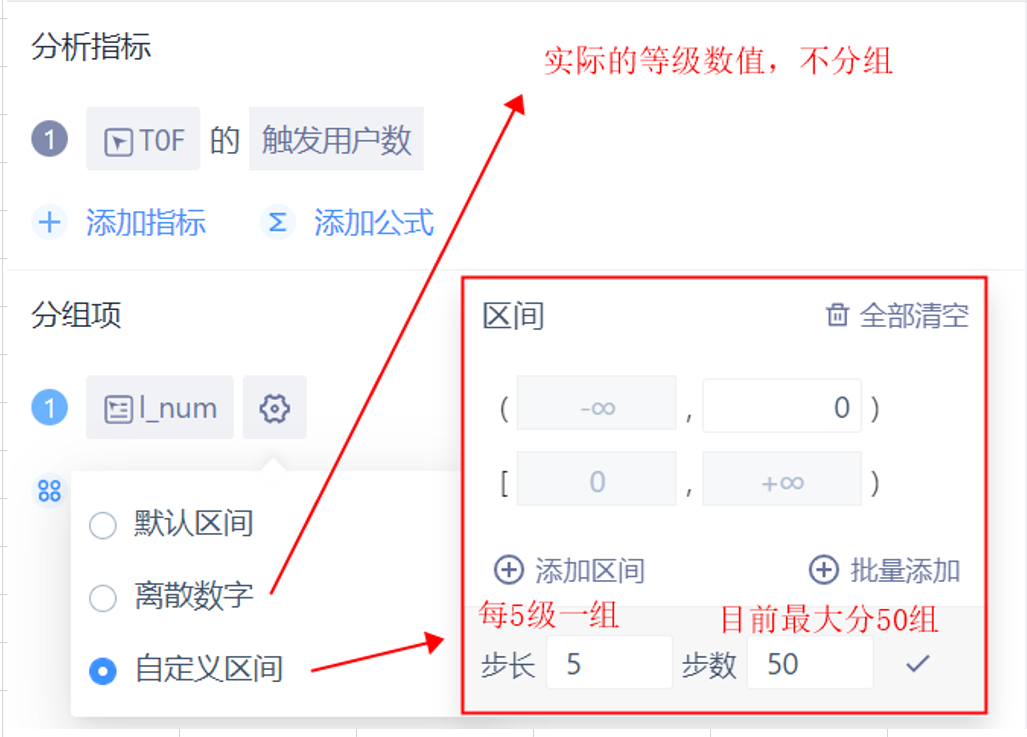 分析指标
实际的等级数值，不分组
1 TOF 的 触发用户数
+ 添加指标 Σ 添加公式
分组项
区间 全部清空
1 l_num
( -∞ , 0 )
[ 0 , +∞ )
默认区间
离散数字
添加区间 批量添加
每5级一组 目前最大分50组
自定义区间
步长 5 步数 50